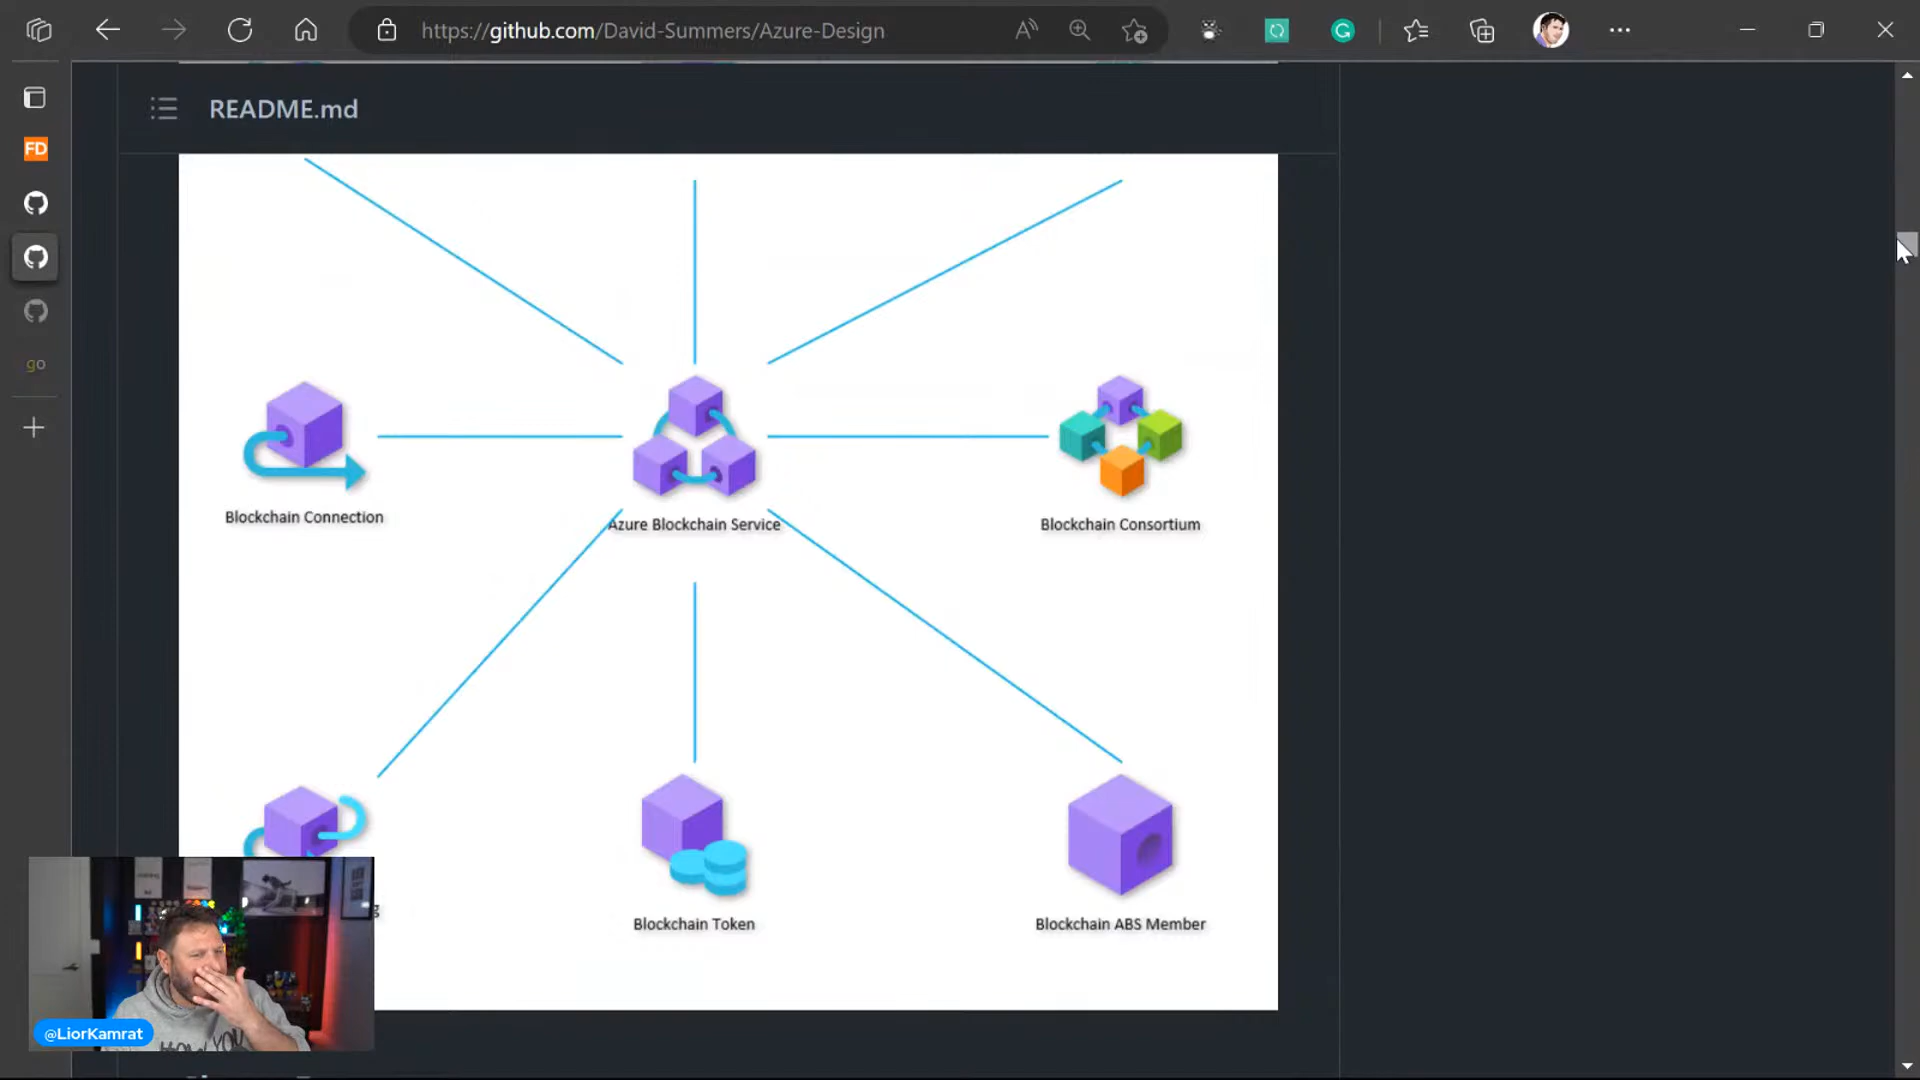 https://github.com/David-Summers/Azure-Design
README.md
FD
go
Blockchain Connection
Azure Blockchain Service
Blockchain Consortium
Blockchain Token
Blockchain ABS Member
@LiorKamrat